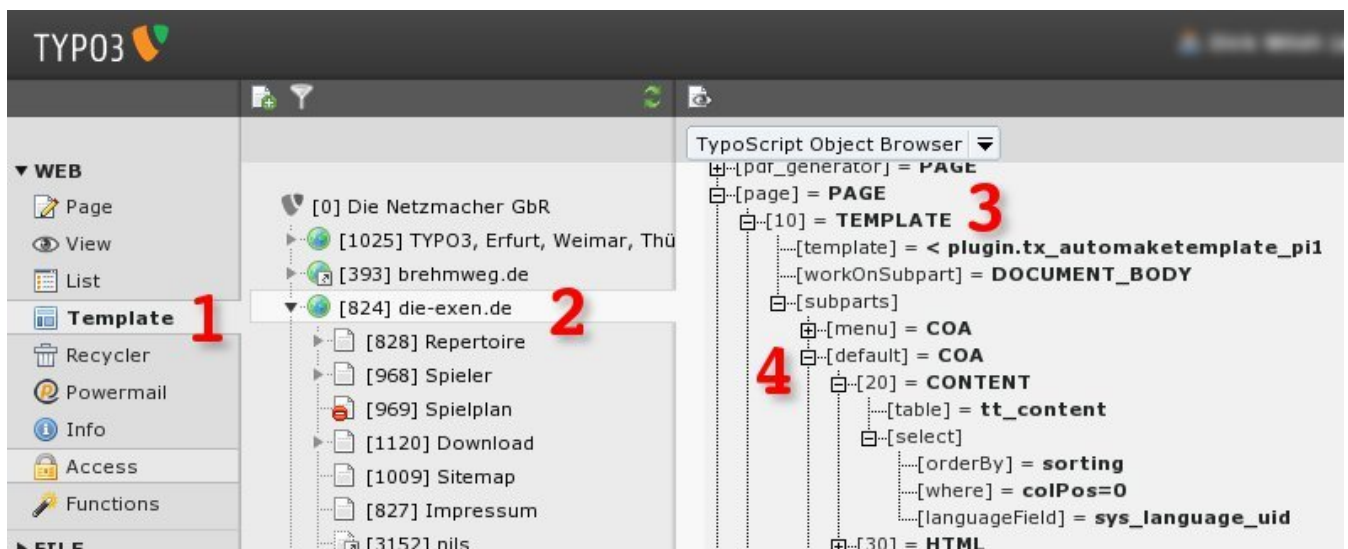 TYPO3
TypoScript Object Browser
WEB
Page
View
List
Template
Recycler
Powermail
Info
Access
Functions
FILE
1
[0] Die Netzmacher GbR
[1025] TYPO3, Erfurt, Weimar, Thü
[393] brehmweg.de
[824] die-exen.de
2
[828] Repertoire
[968] Spieler
[969] Spielplan
[1120] Download
[1009] Sitemap
[827] Impressum
[3152] nils
[pdf_generator] = PAGE
[page] = PAGE
3
[10] = TEMPLATE
[template] = < plugin.tx_automaketemplate_pi1
[workOnSubpart] = DOCUMENT_BODY
[subparts]
[menu] = COA
4
[default] = COA
[20] = CONTENT
[table] = tt_content
[select]
[orderBy] = sorting
[where] = colPos=0
[languageField] = sys_language_uid
[30] = HTML